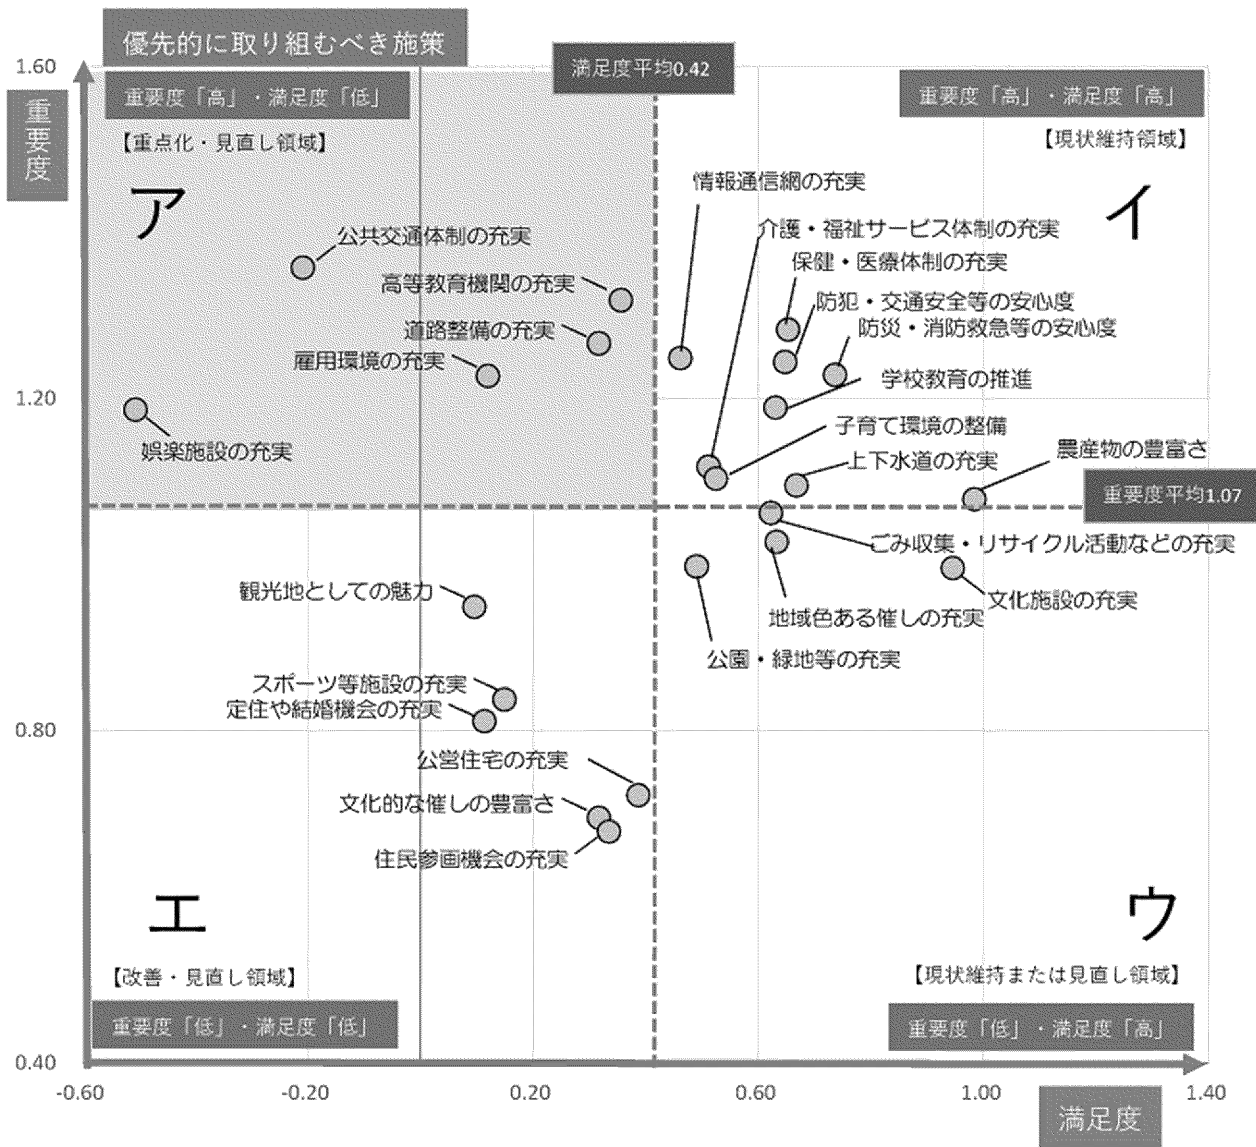 優先的に取り組むべき施策
満足度平均0.42
1.60
重要度「高」・満足度「低」
重要度「高」・満足度「高」
重要度
【重点化・見直し領域】
【現状維持領域】
ア
イ
情報通信網の充実
公共交通体制の充実
介護・福祉サービス体制の充実
高等教育機関の充実
保健・医療体制の充実
道路整備の充実
防犯・交通安全等の安心度
雇用環境の充実
防災・消防救急等の安心度
学校教育の推進
1.20
娯楽施設の充実
子育て環境の整備
上下水道の充実
農産物の豊富さ
重要度平均1.07
ごみ収集・リサイクル活動などの充実
観光地としての魅力
文化施設の充実
地域色ある催しの充実
公園・緑地等の充実
スポーツ等施設の充実
定住や結婚機会の充実
0.80
公営住宅の充実
文化的な催しの豊富さ
住民参画機会の充実
エ
ウ
【改善・見直し領域】
【現状維持または見直し領域】
重要度「低」・満足度「低」
重要度「低」・満足度「高」
0.40
-0.60
-0.20
0.20
0.60
1.00
1.40
満足度